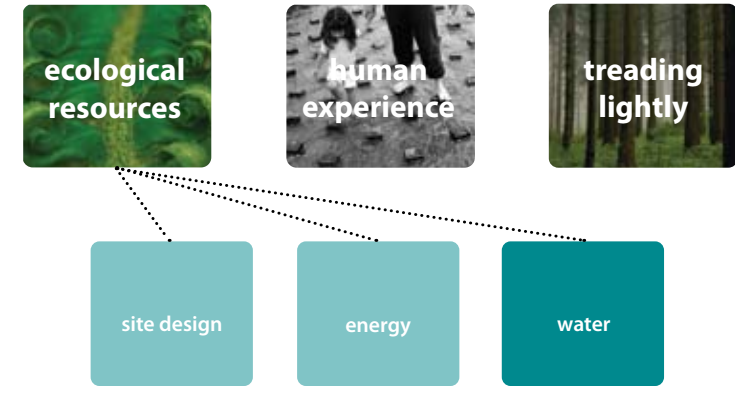 ecological
resources
human
experience
treading
lightly
site design
energy
water